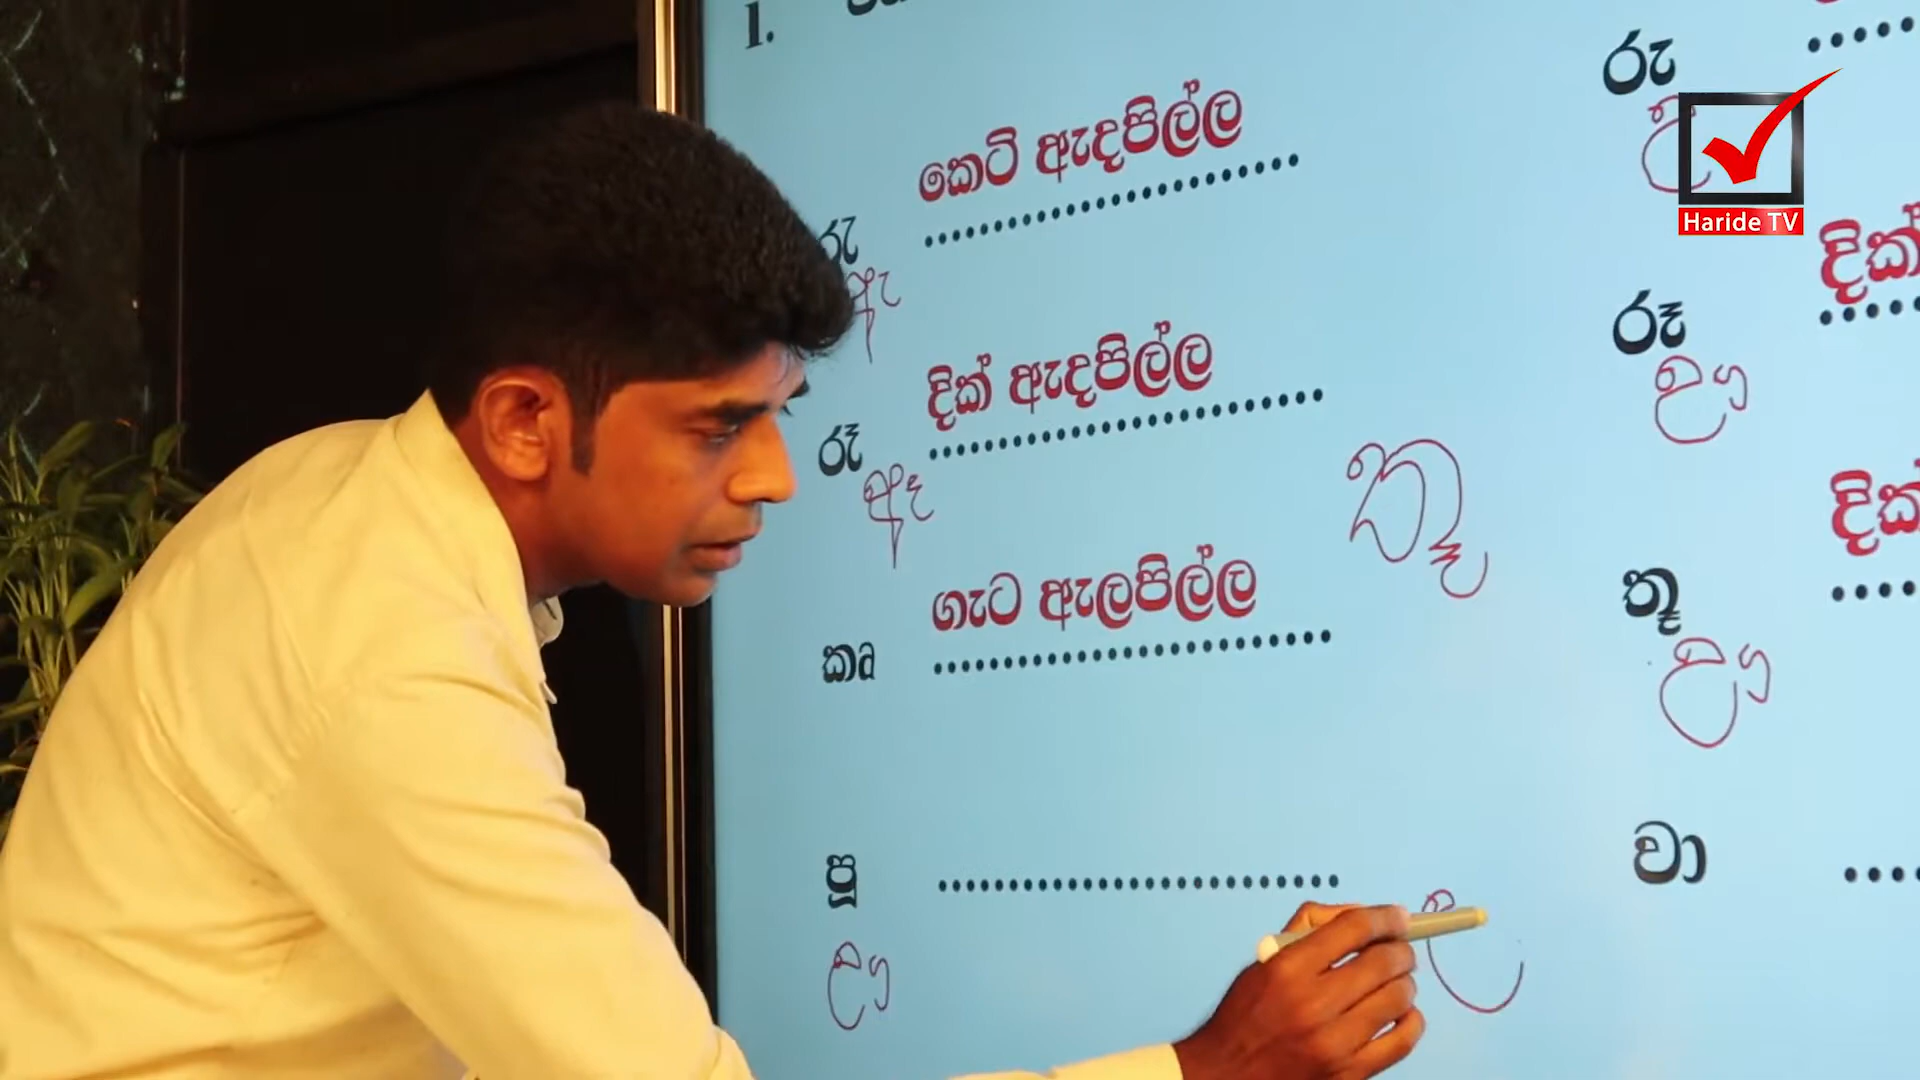 1.
කෙටි ඇදපිල්ල
රැ ....................
ඇ
දික් ඇදපිල්ල
රෑ ....................
ඈ
ගැට ඇලපිල්ල
කෘ ....................
පූ ....................
ඌ
තෑ
උ
රු
උ
දික්
රූ
ඌ
දික්
තූ
ඌ
වා
Haride TV